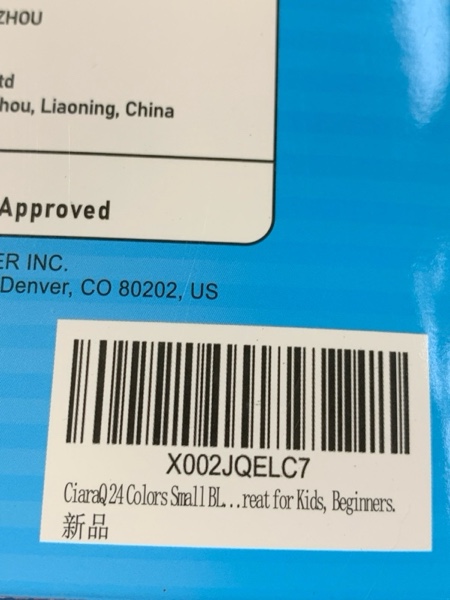 ZHOU
td
hou, Liaoning, China
Approved
ER INC.
Denver, CO 80202, US
X002JQELC7
CiaraQ 24 Colors Small BL...reat for Kids, Beginners.
新品